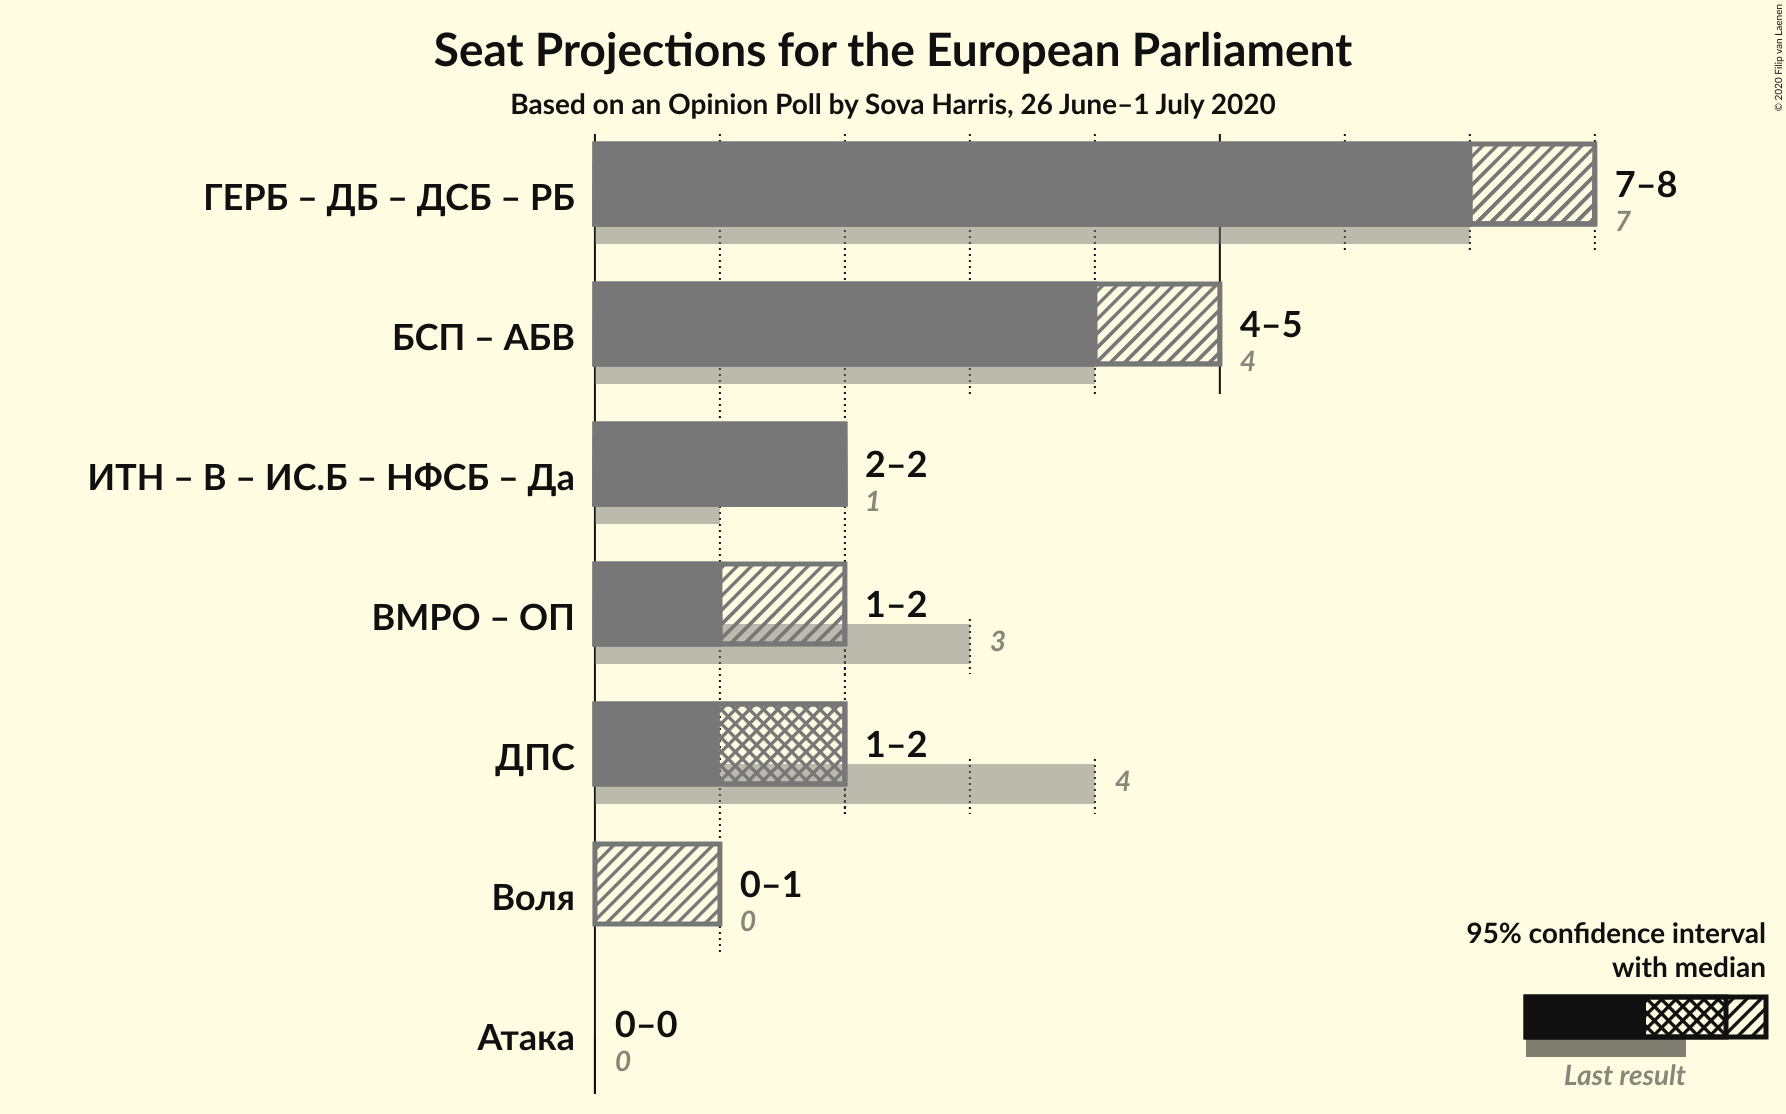 Seat Projections for the European Parliament
Based on an Opinion Poll by Sova Harris, 26 June–1 July 2020
© 2020 Filip van Laenen
ГЕРБ – ДБ – ДСБ – РБ
7–8
7
БСП – АБВ
4–5
4
ИТН – В – ИС.Б – НФСБ – Да
2–2
1
ВМРО – ОП
1–2
3
ДПС
1–2
4
Воля
0–1
0
Атака
0–0
0
95% confidence interval
with median
Last result